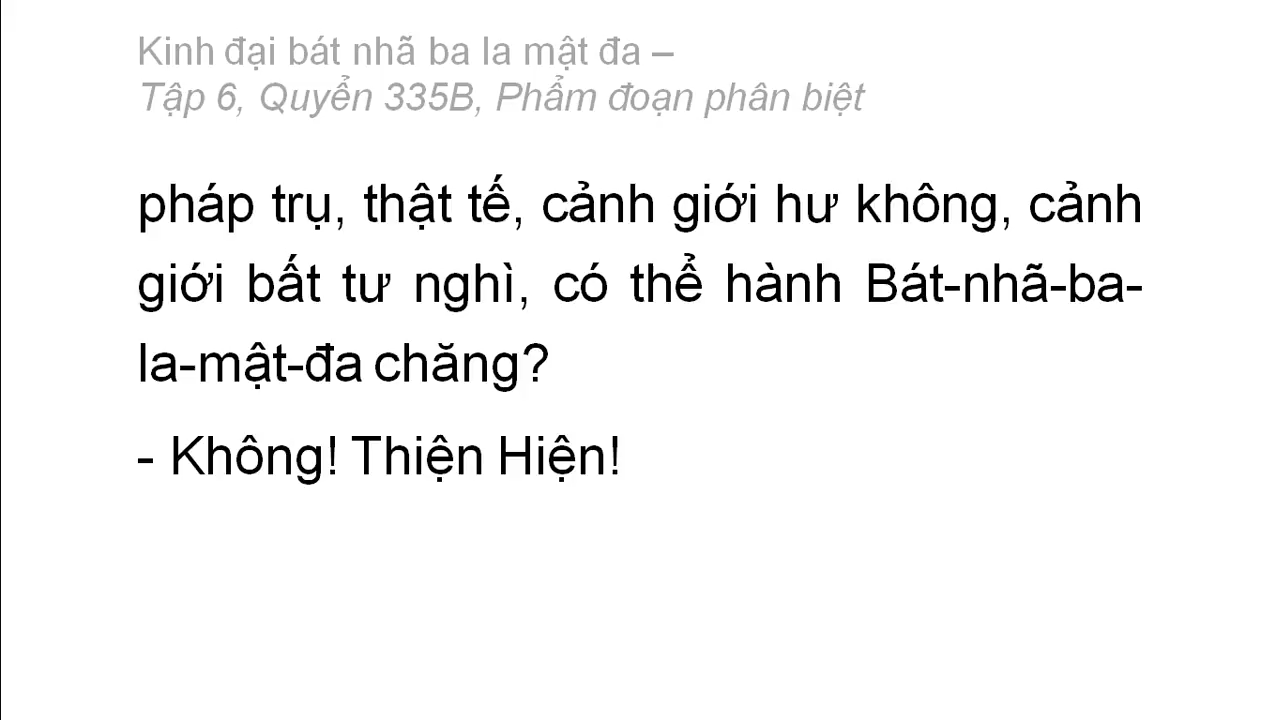 Kinh đại bát nhã ba la mật đa –
Tập 6, Quyển 335B, Phẩm đoạn phân biệt
pháp trụ, thật tế, cảnh giới hư không, cảnh
giới bất tư nghì, có thể hành Bát-nhã-ba-
la-mật-đa chăng?
- Không! Thiện Hiện!